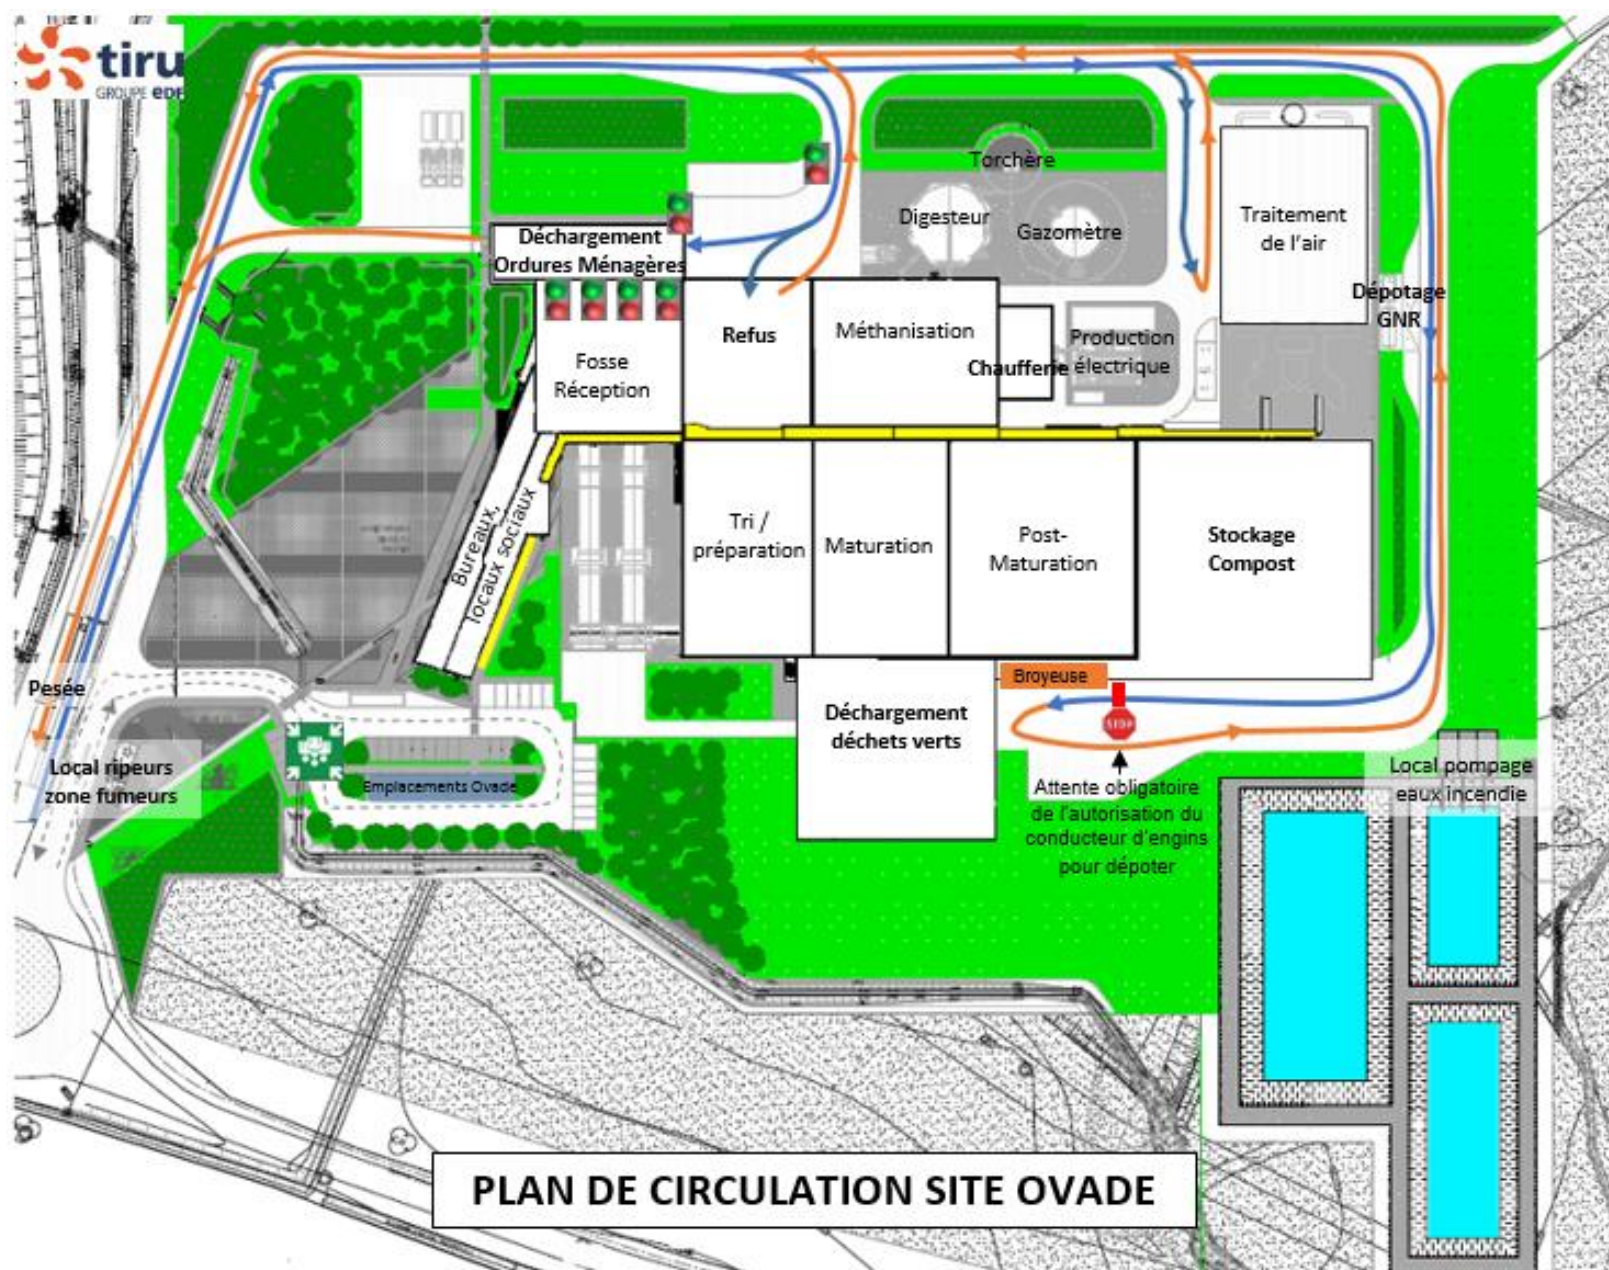 tiru
GROUPE eDF
Torchère
Digesteur
Gazomètre
Traitement
de l'air
Déchargement
Ordures Ménagères
Dépotage
GNR
Refus
Méthanisation
Production
électrique
Chaufferie
Fosse
Réception
Bureaux,
locaux sociaux
Tri /
préparation
Maturation
Post-
Maturation
Stockage
Compost
Pesée
Broyeuse
STOP
Déchargement
déchets verts
Local ripeurs
zone fumeurs
Emplacements Ovade
Attente obligatoire
de l'autorisation du
conducteur d'engins
pour dépoter
Local pompage
eaux incendie
PLAN DE CIRCULATION SITE OVADE